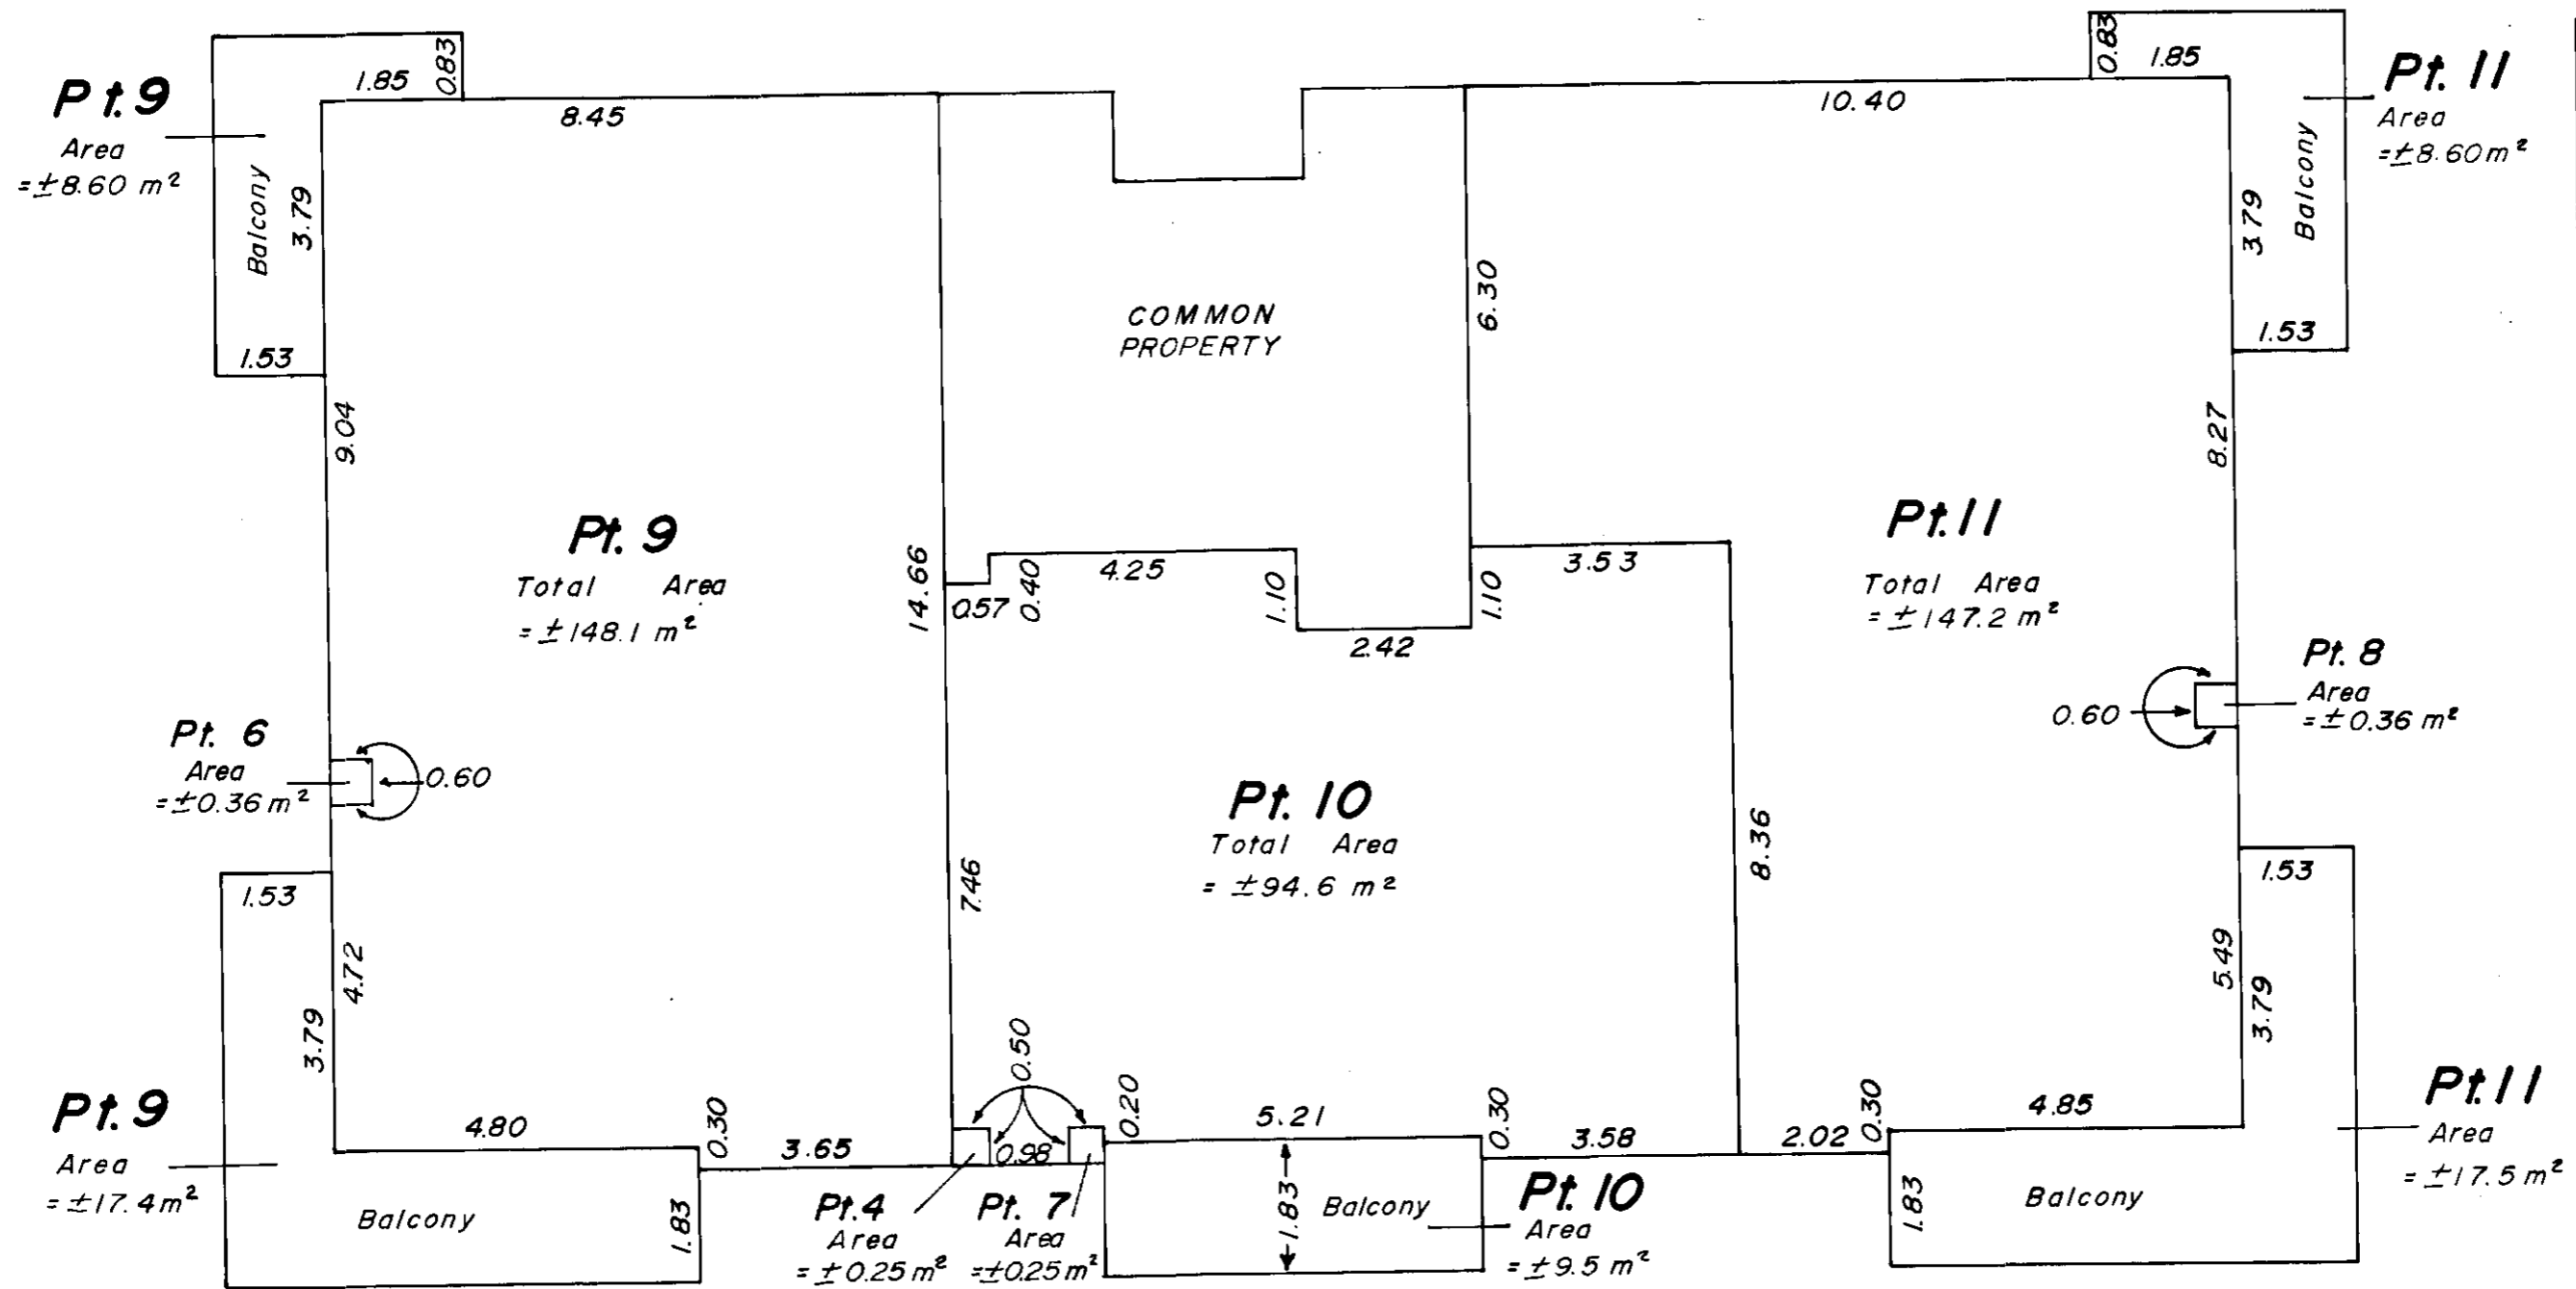 0.83
1.85
Pt.9
Area
=±8.60 m²
8.45
Balcony
3.79
1.53
0.83
1.85
Pt. 11
Area
=±8.60m²
10.40
Balcony
3.79
1.53
COMMON
PROPERTY
6.30
9.04
8.27
Pt. 9
Total Area
=±148.1 m²
14.66
0.57
0.40
4.25
1.10
2.42
1.10
3.53
Pt.11
Total Area
=±147.2 m²
Pt. 6
Area
=±0.36 m²
0.60
Pt. 8
Area
=±0.36 m²
0.60
Pt. 10
Total Area
= ±94.6 m²
7.46
8.36
1.53
4.72
3.79
1.53
5.49
3.79
Pt.9
Area
=±17.4m²
4.80
0.30
3.65
1.83
Balcony
0.50
0.98
0.20
5.21
0.30
3.58
2.02
0.30
4.85
Pt.4
Area
=±0.25m²
Pt. 7
Area
=±0.25m²
1.83
Balcony
Pt. 10
Area
=±9.5 m²
1.83
Balcony
Pt.11
Area
=±17.5 m²